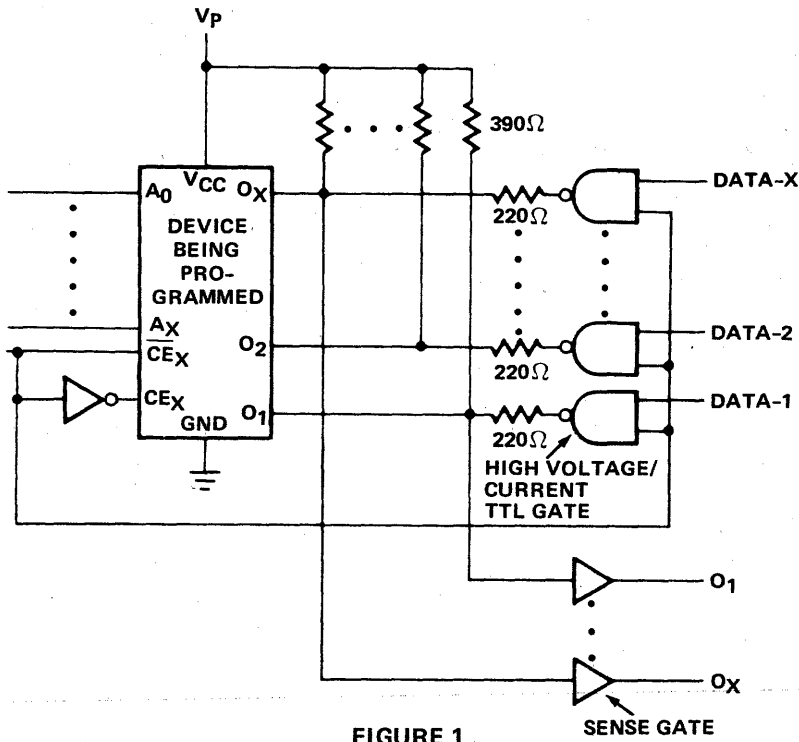 VP
390Ω
VCC
A0
OX
220Ω
DATA-X
DEVICE
BEING
PRO-
GRAMMED
AX
CEX
O2
220Ω
DATA-2
CEX
GND
O1
220Ω
DATA-1
HIGH VOLTAGE/
CURRENT
TTL GATE
O1
OX
SENSE GATE
FIGURE 1